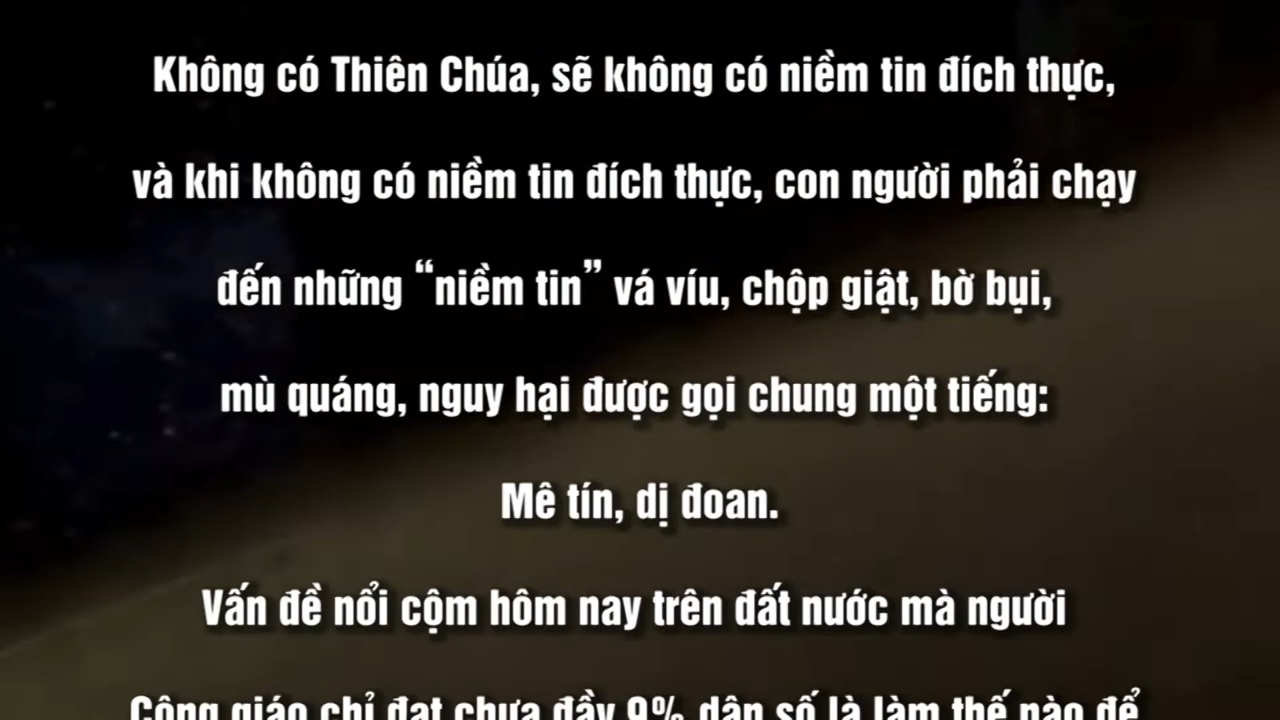 Không có Thiên Chúa, sẽ không có niềm tin đích thực,
và khi không có niềm tin đích thực, con người phải chạy
đến những “niềm tin” vá víu, chộp giật, bờ bụi,
mù quáng, nguy hại được gọi chung một tiếng:
Mê tín, dị đoan.
Vấn đề nổi cộm hôm nay trên đất nước mà người
Công giáo chỉ đạt chưa đầy 9% dân số là làm thế nào để